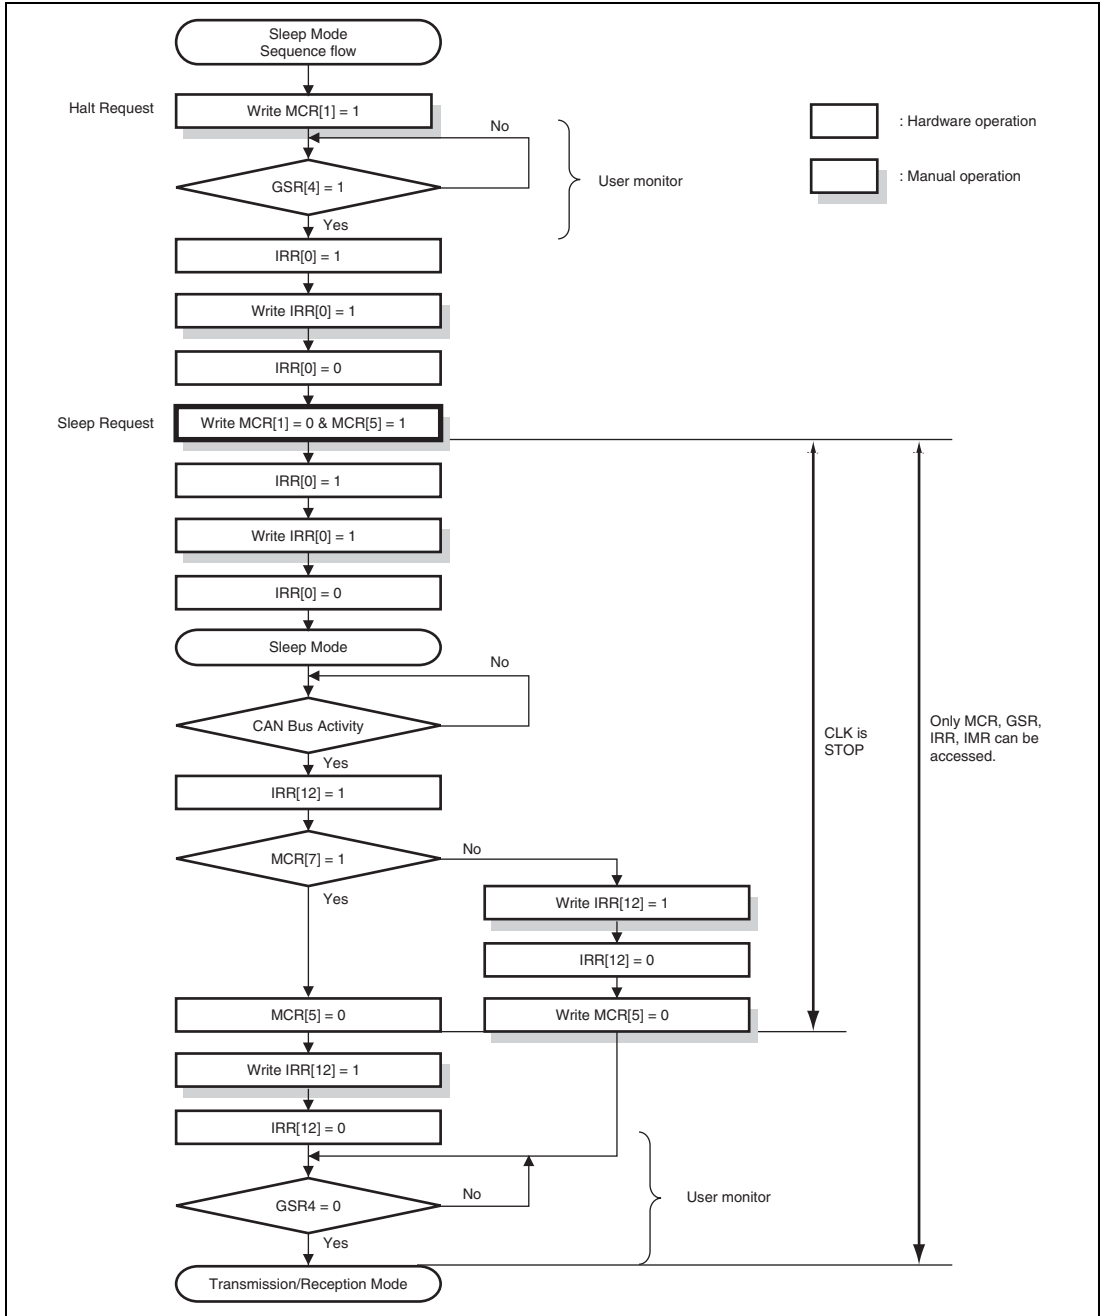 Sleep Mode
Sequence flow
Halt Request
Write MCR[1] = 1
: Hardware operation
No
GSR[4] = 1
User monitor
: Manual operation
Yes
IRR[0] = 1
Write IRR[0] = 1
IRR[0] = 0
Sleep Request
Write MCR[1] = 0 & MCR[5] = 1
IRR[0] = 1
Write IRR[0] = 1
IRR[0] = 0
Sleep Mode
No
CAN Bus Activity
CLK is
STOP
Only MCR, GSR,
IRR, IMR can be
accessed.
Yes
IRR[12] = 1
MCR[7] = 1
No
Yes
Write IRR[12] = 1
IRR[12] = 0
MCR[5] = 0
Write MCR[5] = 0
Write IRR[12] = 1
IRR[12] = 0
GSR4 = 0
No
User monitor
Yes
Transmission/Reception Mode